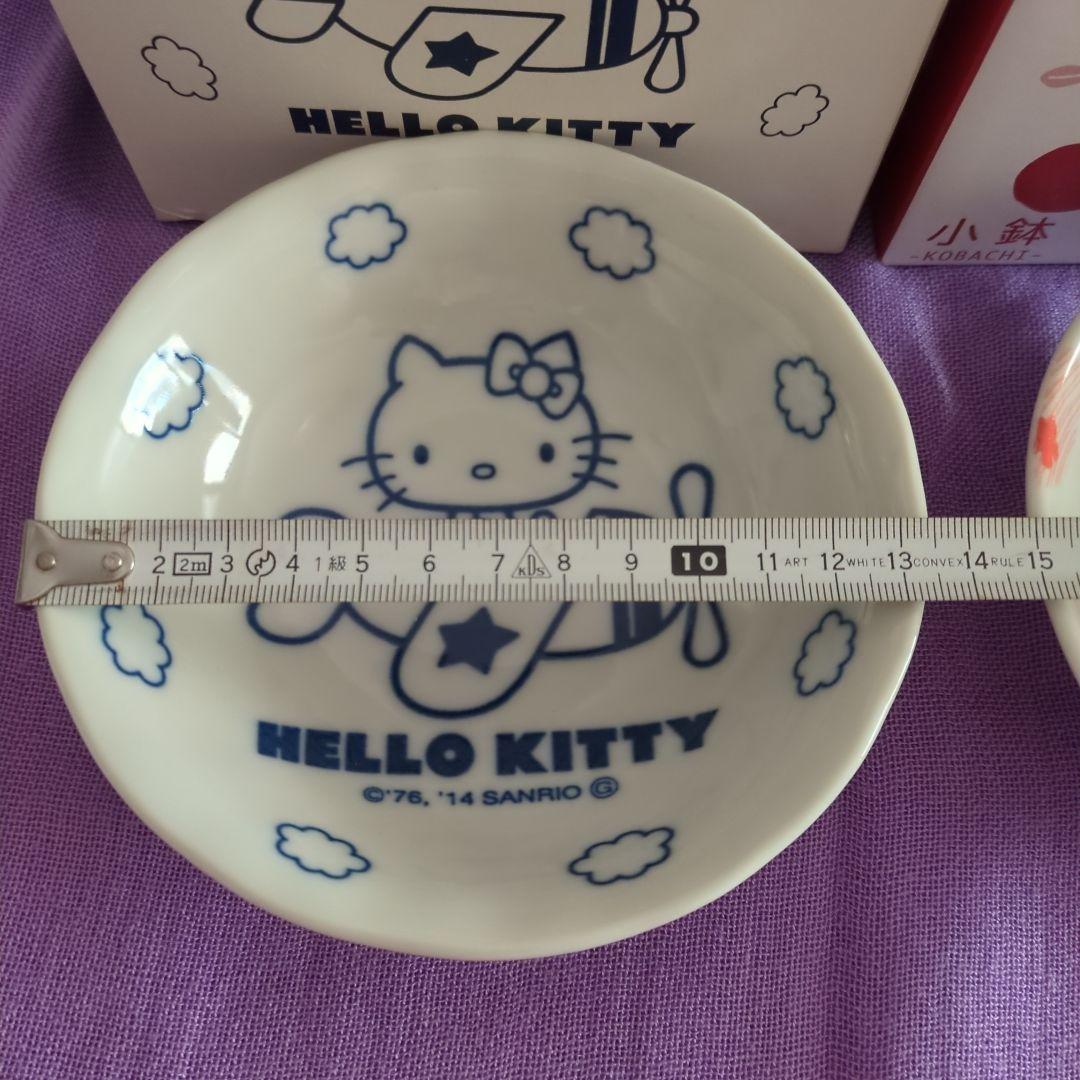 HELLO KITTY
小鉢
-KOBACHI-
2 2m 3 4 1級 5 6 7 KDS 8 9 10 11 ART 12 WHITE 13 CONVEX 14 RULE 15
HELLO KITTY
©'76, '14 SANRIO G